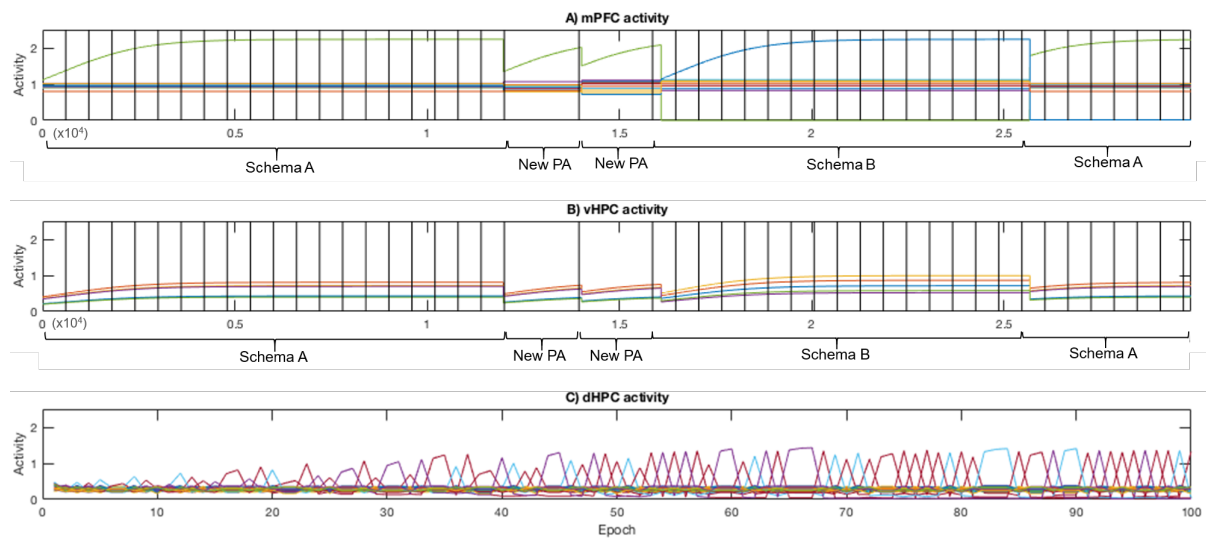 A) mPFC activity
2
1
0
Activity
0 (x10⁴) 0.5 1 1.5 2 2.5
Schema A New PA New PA Schema B Schema A
B) vHPC activity
2
1
0
Activity
0 (x10⁴) 0.5 1 1.5 2 2.5
Schema A New PA New PA Schema B Schema A
C) dHPC activity
2
1
0
Activity
0 10 20 30 40 50 60 70 80 90 100
Epoch